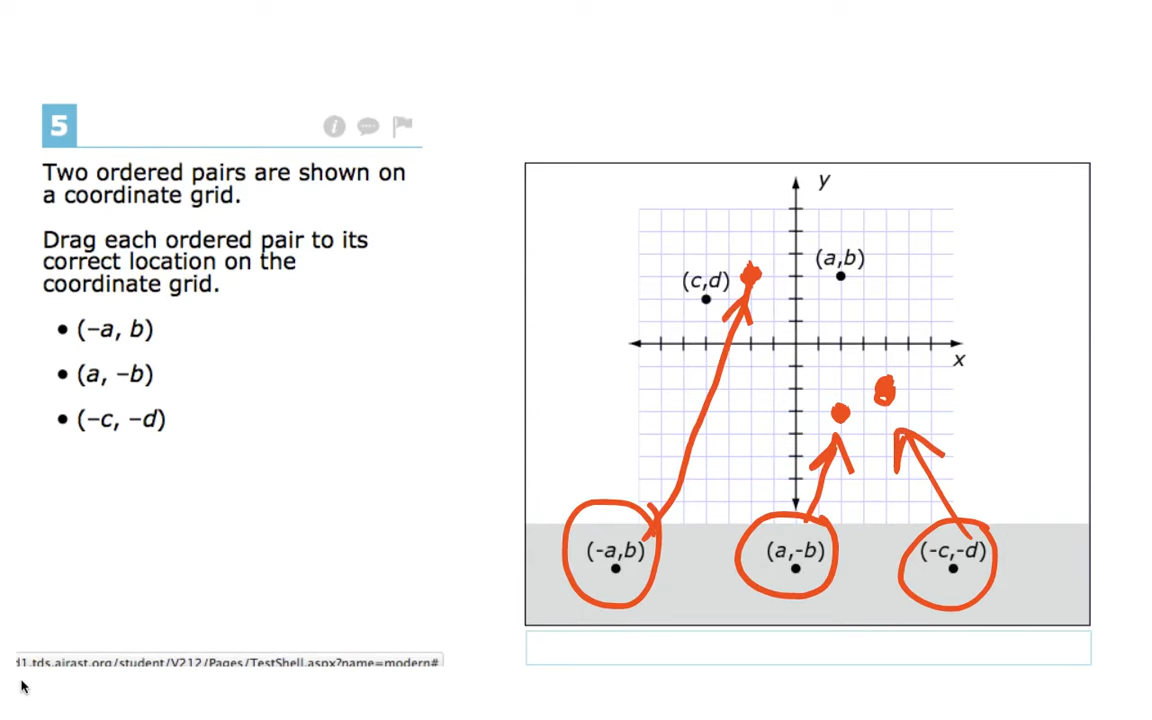 5
Two ordered pairs are shown on
a coordinate grid.
Drag each ordered pair to its
correct location on the
coordinate grid.
• (−a, b)
• (a, −b)
• (−c, −d)
y
(a,b)
(c,d)
x
(-a,b)
(a,-b)
(-c,-d)
d1.tds.airast.org/student/V212/Pages/TestShell.aspx?name=modern#